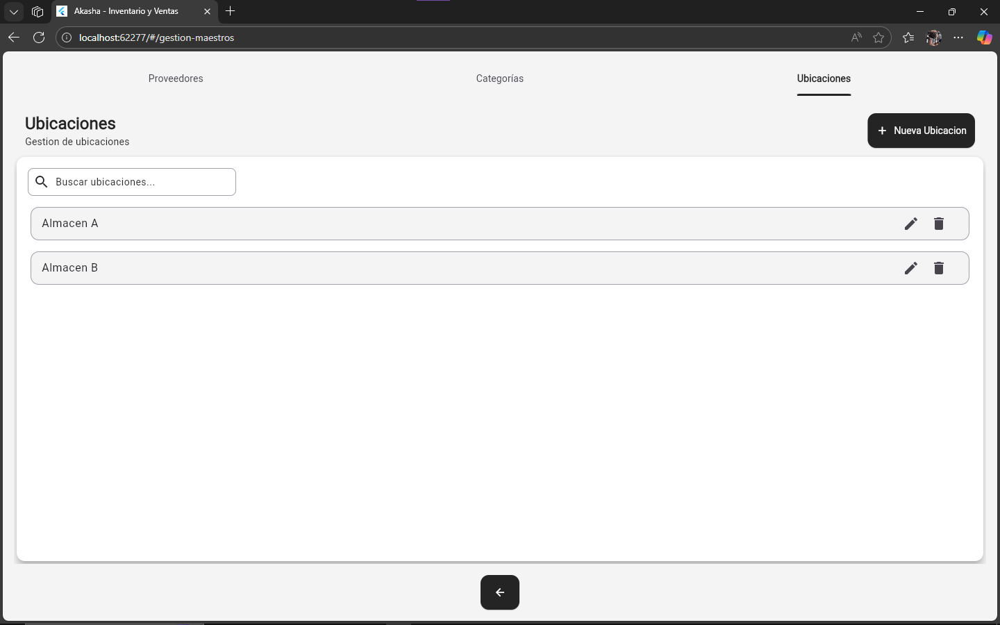 Akasha - Inventario y Ventas
localhost:62277/#/gestion-maestros
Proveedores
Categorías
Ubicaciones
Ubicaciones
Gestion de ubicaciones
+ Nueva Ubicacion
Buscar ubicaciones...
Almacen A
Almacen B